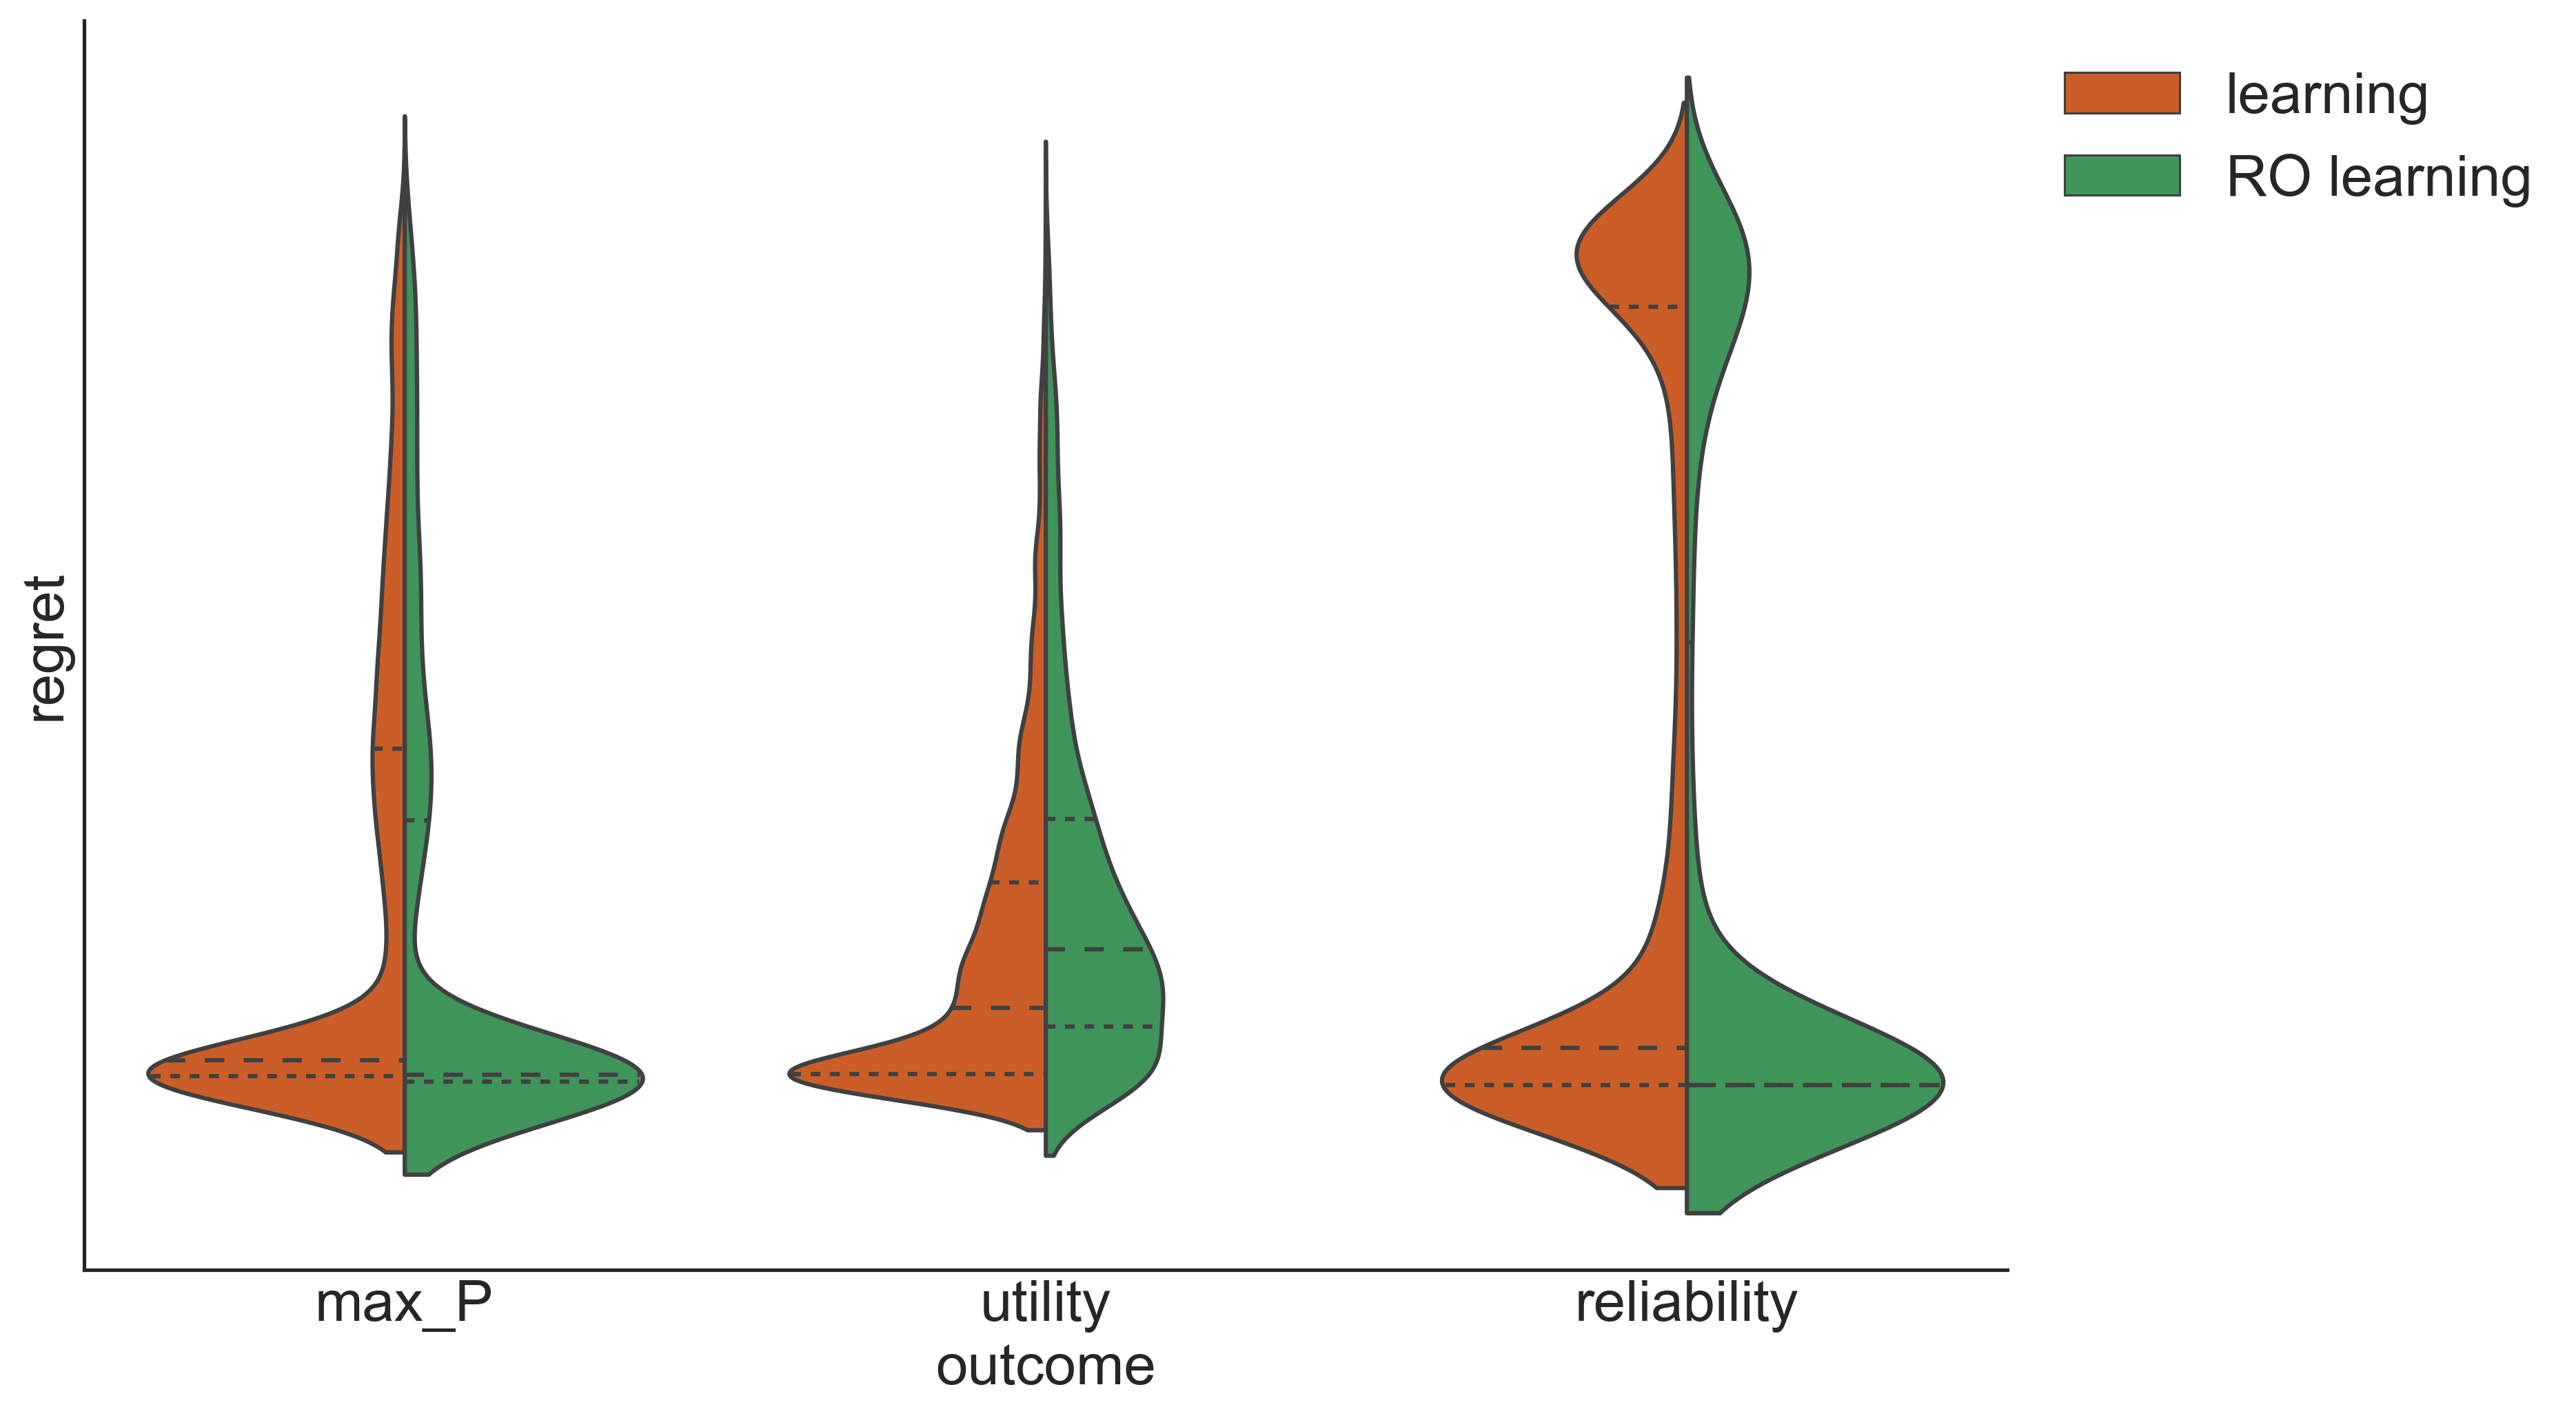 learning
RO learning
regret
max_P
utility
reliability
outcome